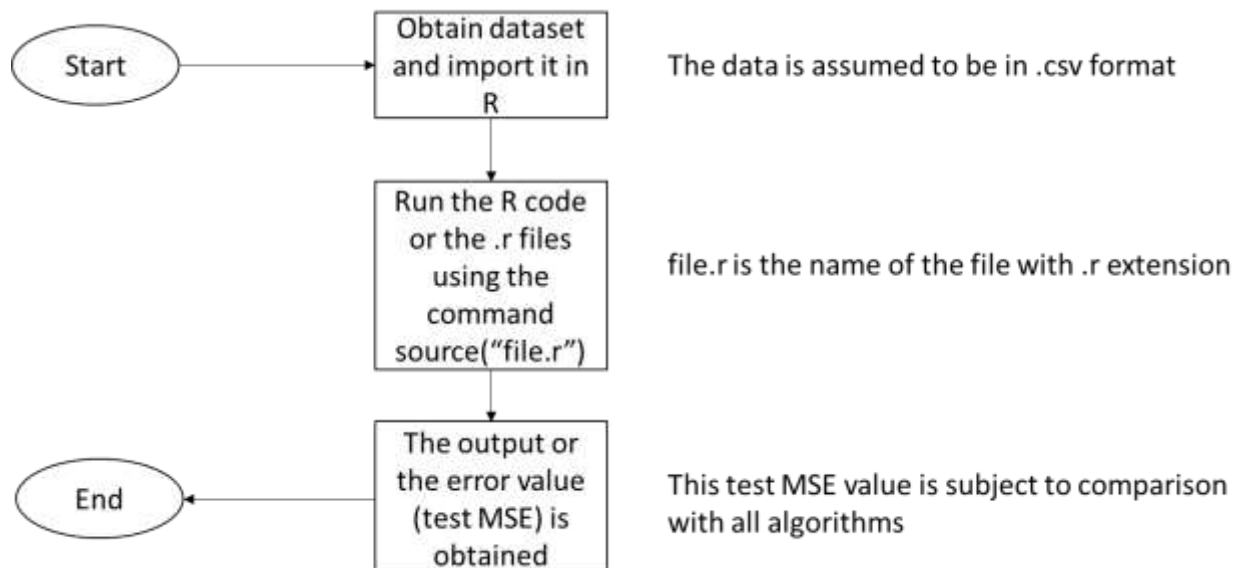 Start
Obtain dataset
and import it in
R
The data is assumed to be in .csv format
Run the R code
or the .r files
using the
command
source(“file.r”)
file.r is the name of the file with .r extension
End
The output or
the error value
(test MSE) is
obtained
This test MSE value is subject to comparison
with all algorithms